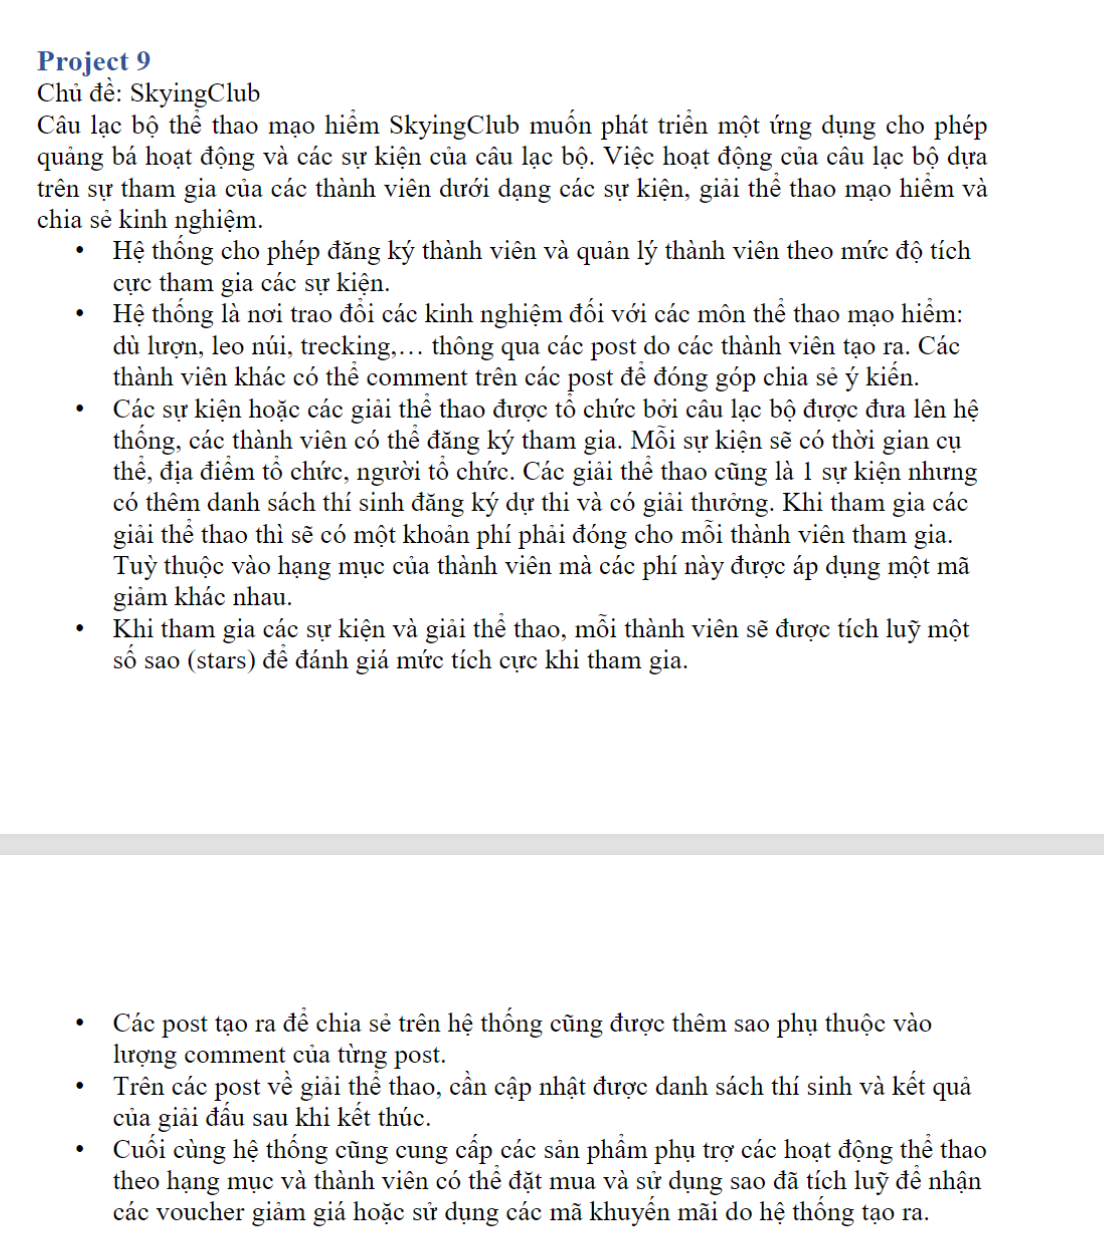 Project 9
Chủ đề: SkyingClub
Câu lạc bộ thể thao mạo hiểm SkyingClub muốn phát triển một ứng dụng cho phép
quảng bá hoạt động và các sự kiện của câu lạc bộ. Việc hoạt động của câu lạc bộ dựa
trên sự tham gia của các thành viên dưới dạng các sự kiện, giải thể thao mạo hiểm và
chia sẻ kinh nghiệm.
• Hệ thống cho phép đăng ký thành viên và quản lý thành viên theo mức độ tích
cực tham gia các sự kiện.
• Hệ thống là nơi trao đổi các kinh nghiệm đối với các môn thể thao mạo hiểm:
dù lượn, leo núi, trecking,… thông qua các post do các thành viên tạo ra. Các
thành viên khác có thể comment trên các post để đóng góp chia sẻ ý kiến.
• Các sự kiện hoặc các giải thể thao được tổ chức bởi câu lạc bộ được đưa lên hệ
thống, các thành viên có thể đăng ký tham gia. Mỗi sự kiện sẽ có thời gian cụ
thể, địa điểm tổ chức, người tổ chức. Các giải thể thao cũng là 1 sự kiện nhưng
có thêm danh sách thí sinh đăng ký dự thi và có giải thưởng. Khi tham gia các
giải thể thao thì sẽ có một khoản phí phải đóng cho mỗi thành viên tham gia.
Tuỳ thuộc vào hạng mục của thành viên mà các phí này được áp dụng một mã
giảm khác nhau.
• Khi tham gia các sự kiện và giải thể thao, mỗi thành viên sẽ được tích luỹ một
số sao (stars) để đánh giá mức tích cực khi tham gia.
• Các post tạo ra để chia sẻ trên hệ thống cũng được thêm sao phụ thuộc vào
lượng comment của từng post.
• Trên các post về giải thể thao, cần cập nhật được danh sách thí sinh và kết quả
của giải đấu sau khi kết thúc.
• Cuối cùng hệ thống cũng cung cấp các sản phẩm phụ trợ các hoạt động thể thao
theo hạng mục và thành viên có thể đặt mua và sử dụng sao đã tích luỹ để nhận
các voucher giảm giá hoặc sử dụng các mã khuyến mãi do hệ thống tạo ra.